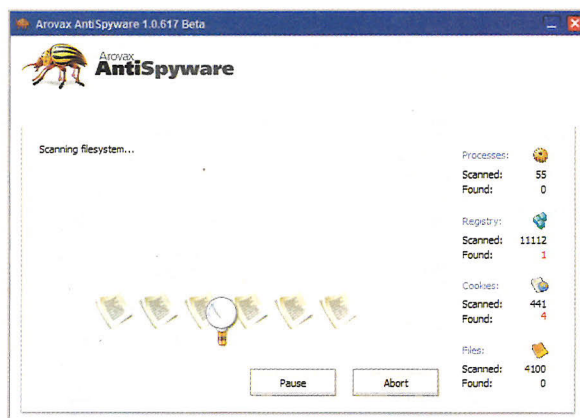 Arovax AntiSpyware 1.0.617 Beta
Arovax
AntiSpyware
Scanning filesystem...
Processes:
Scanned: 55
Found: 0
Registry:
Scanned: 11112
Found: 1
Cookies:
Scanned: 441
Found: 4
Files:
Scanned: 4100
Found: 0
Pause Abort